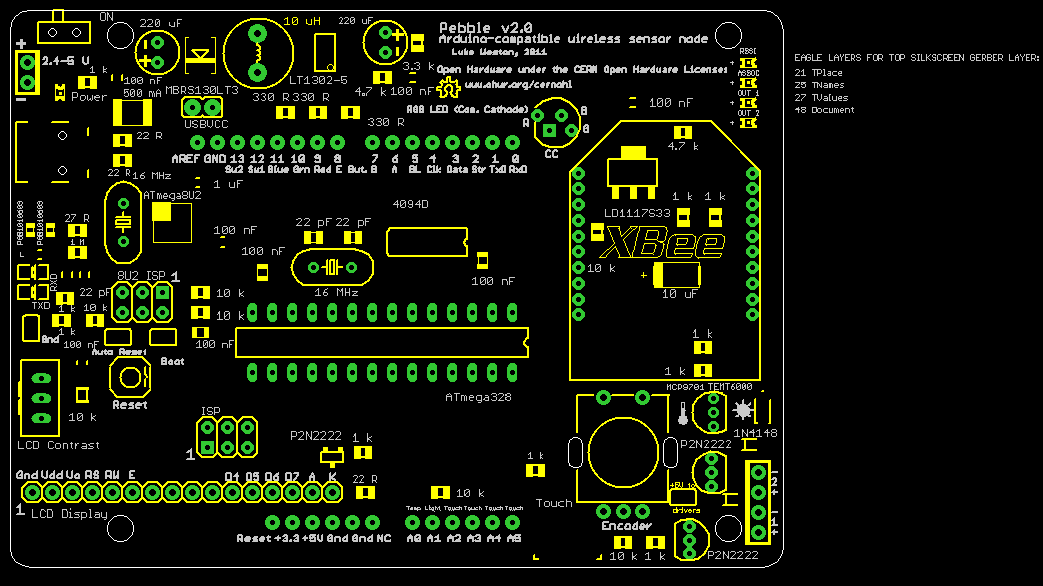 ON
220 uF
10 uH
220 uF
Pebble v2.0
Arduino-compatible wireless sensor node
Luke Weston, 2011
Open Hardware under the CERN Open Hardware License:
www.ohwr.org/cernohl
EAGLE LAYERS FOR TOP SILKSCREEN GERBER LAYER:
21 TPlace
25 TNames
27 TValues
48 Document
+
2.4-5 V
-
1 k
Power
100 nF
500 mA
MBRS130LT3
USBVCC
LT1302-5
3.3 k
4.7 k
100 nF
330 R
330 R
330 R
RGB LED (Com. Cathode)
R
B
G
CC
100 nF
RSSI
ASSOC
OUT 1
OUT 2
22 R
22 R
16 MHz
AREF GND 13 12 11 10 9 8 7 6 5 4 3 2 1 0
Sw2 Sw1 Blue Grn Red E But. B A BL Clk Data Str TxD RxD
1 uF
ATmega8U2
4094D
4.7 k
1 k 1 k
LD1117S33
XBee
10 k
+
10 uF
PGB1010603
PGB1010603
27 R
1 M
100 nF
100 nF
22 pF
22 pF
16 MHz
100 nF
8U2 ISP
1
RXD
TXD
22 pF
1 k
10 k
10 k
10 k
100 nF
Gnd
1 k
100 nF
Auto Reset
Boot
Reset
ATmega328
1 k
1 k
MCP9701
TEMT6000
1N4148
P2N2222
10 k
LCD Contrast
ISP
1
P2N2222
1 k
1 k
22 R
10 k
Gnd Vdd Vo RS RW E D4 D5 D6 D7 A K
1
LCD Display
Temp Light Touch Touch Touch Touch
Reset +3.3 +5V Gnd Gnd NC
A0 A1 A2 A3 A4 A5
Touch
Encoder
+5V to
drivers
- 2 +
- 1 +
10 k
1 k
P2N2222